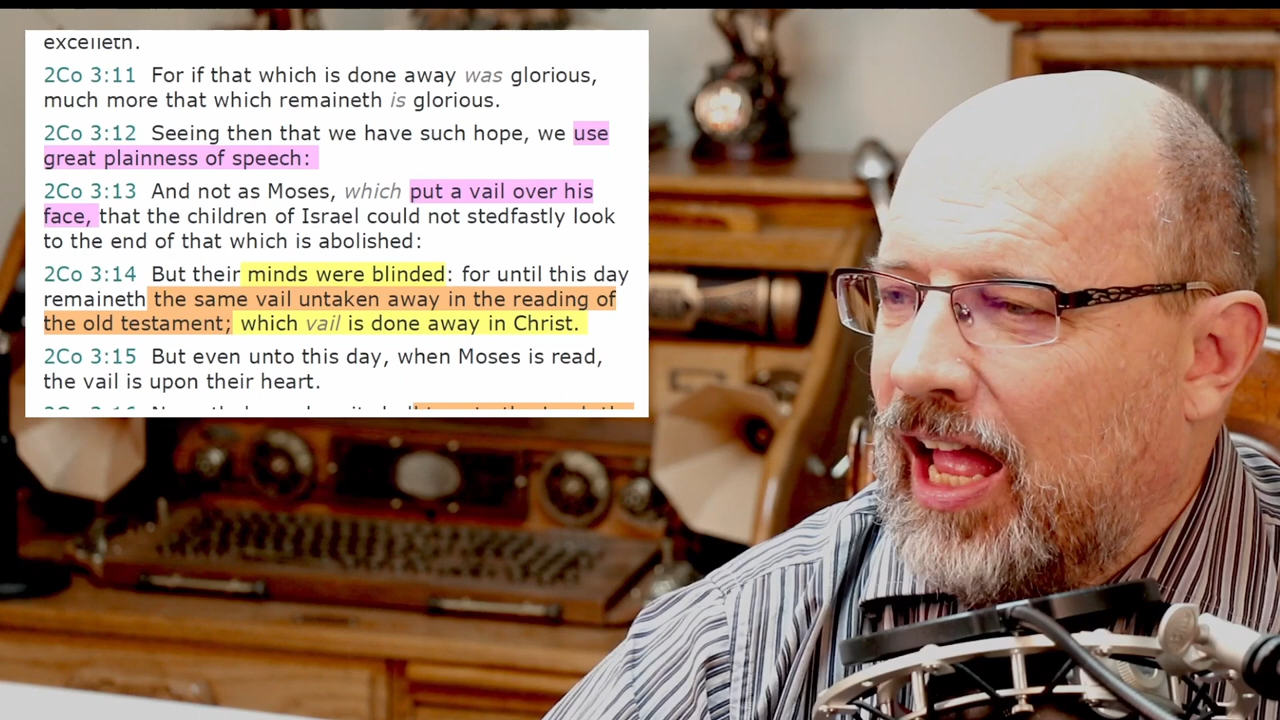 excelleth.
2Co 3:11 For if that which is done away was glorious,
much more that which remaineth is glorious.
2Co 3:12 Seeing then that we have such hope, we use
great plainness of speech:
2Co 3:13 And not as Moses, which put a vail over his
face, that the children of Israel could not stedfastly look
to the end of that which is abolished:
2Co 3:14 But their minds were blinded: for until this day
remaineth the same vail untaken away in the reading of
the old testament; which vail is done away in Christ.
2Co 3:15 But even unto this day, when Moses is read,
the vail is upon their heart.